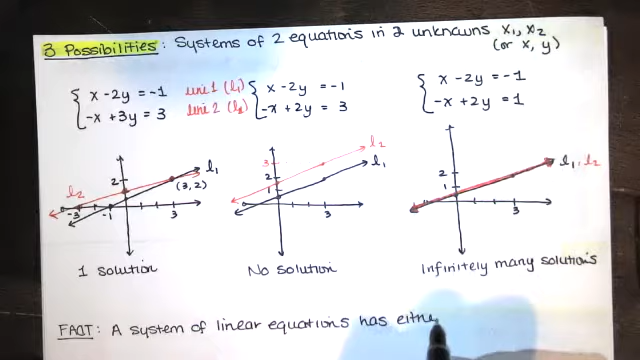 3 Possibilities: Systems of 2 equations in 2 unknowns x₁, x₂
(or x, y)
{ x - 2y = -1
-x + 3y = 3
line 1 (l₁)
line 2 (l₂)
{ x - 2y = -1
-x + 2y = 3
{ x - 2y = -1
-x + 2y = 1
l₂
2
l₁
(3, 2)
-3
-1
3
3
2
1
l₂
l₁
3
2
1
l₁, l₂
3
1 solution
No solution
Infinitely many solutions
FACT: A system of linear equations has eithe